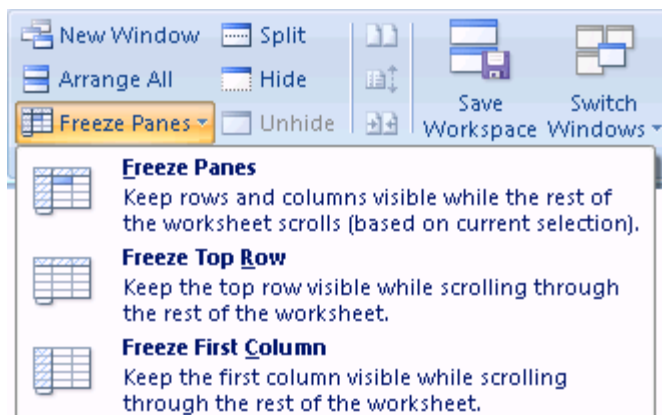 New Window Split
Arrange All Hide Save Switch
Freeze Panes Unhide Workspace Windows
Freeze Panes
Keep rows and columns visible while the rest of
the worksheet scrolls (based on current selection).
Freeze Top Row
Keep the top row visible while scrolling through
the rest of the worksheet.
Freeze First Column
Keep the first column visible while scrolling
through the rest of the worksheet.